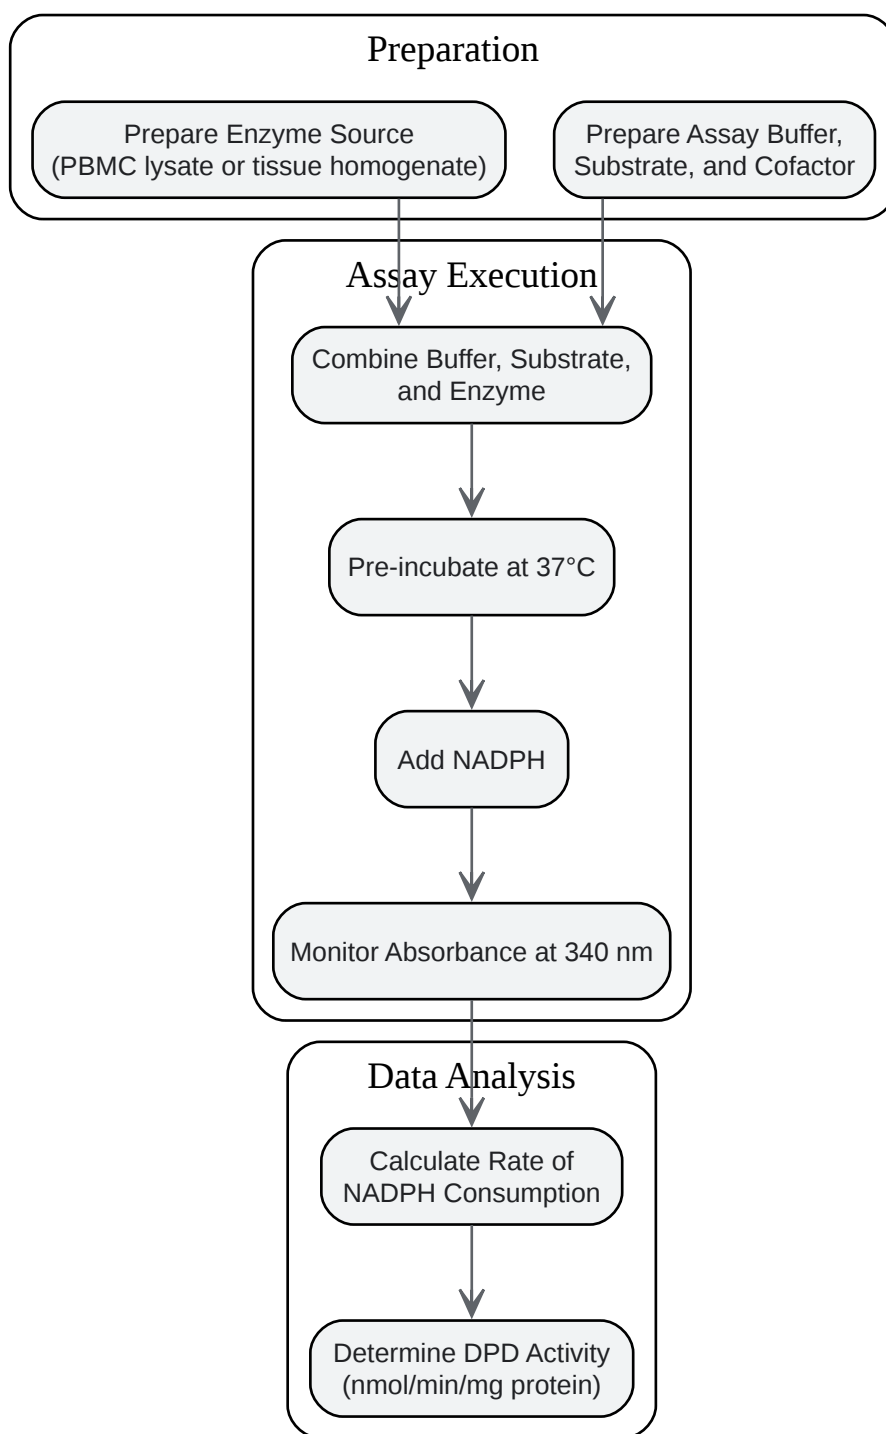 Preparation
Prepare Enzyme Source
(PBMC lysate or tissue homogenate)
Prepare Assay Buffer,
Substrate, and Cofactor
Assay Execution
Combine Buffer, Substrate,
and Enzyme
Pre-incubate at 37°C
Add NADPH
Monitor Absorbance at 340 nm
Data Analysis
Calculate Rate of
NADPH Consumption
Determine DPD Activity
(nmol/min/mg protein)